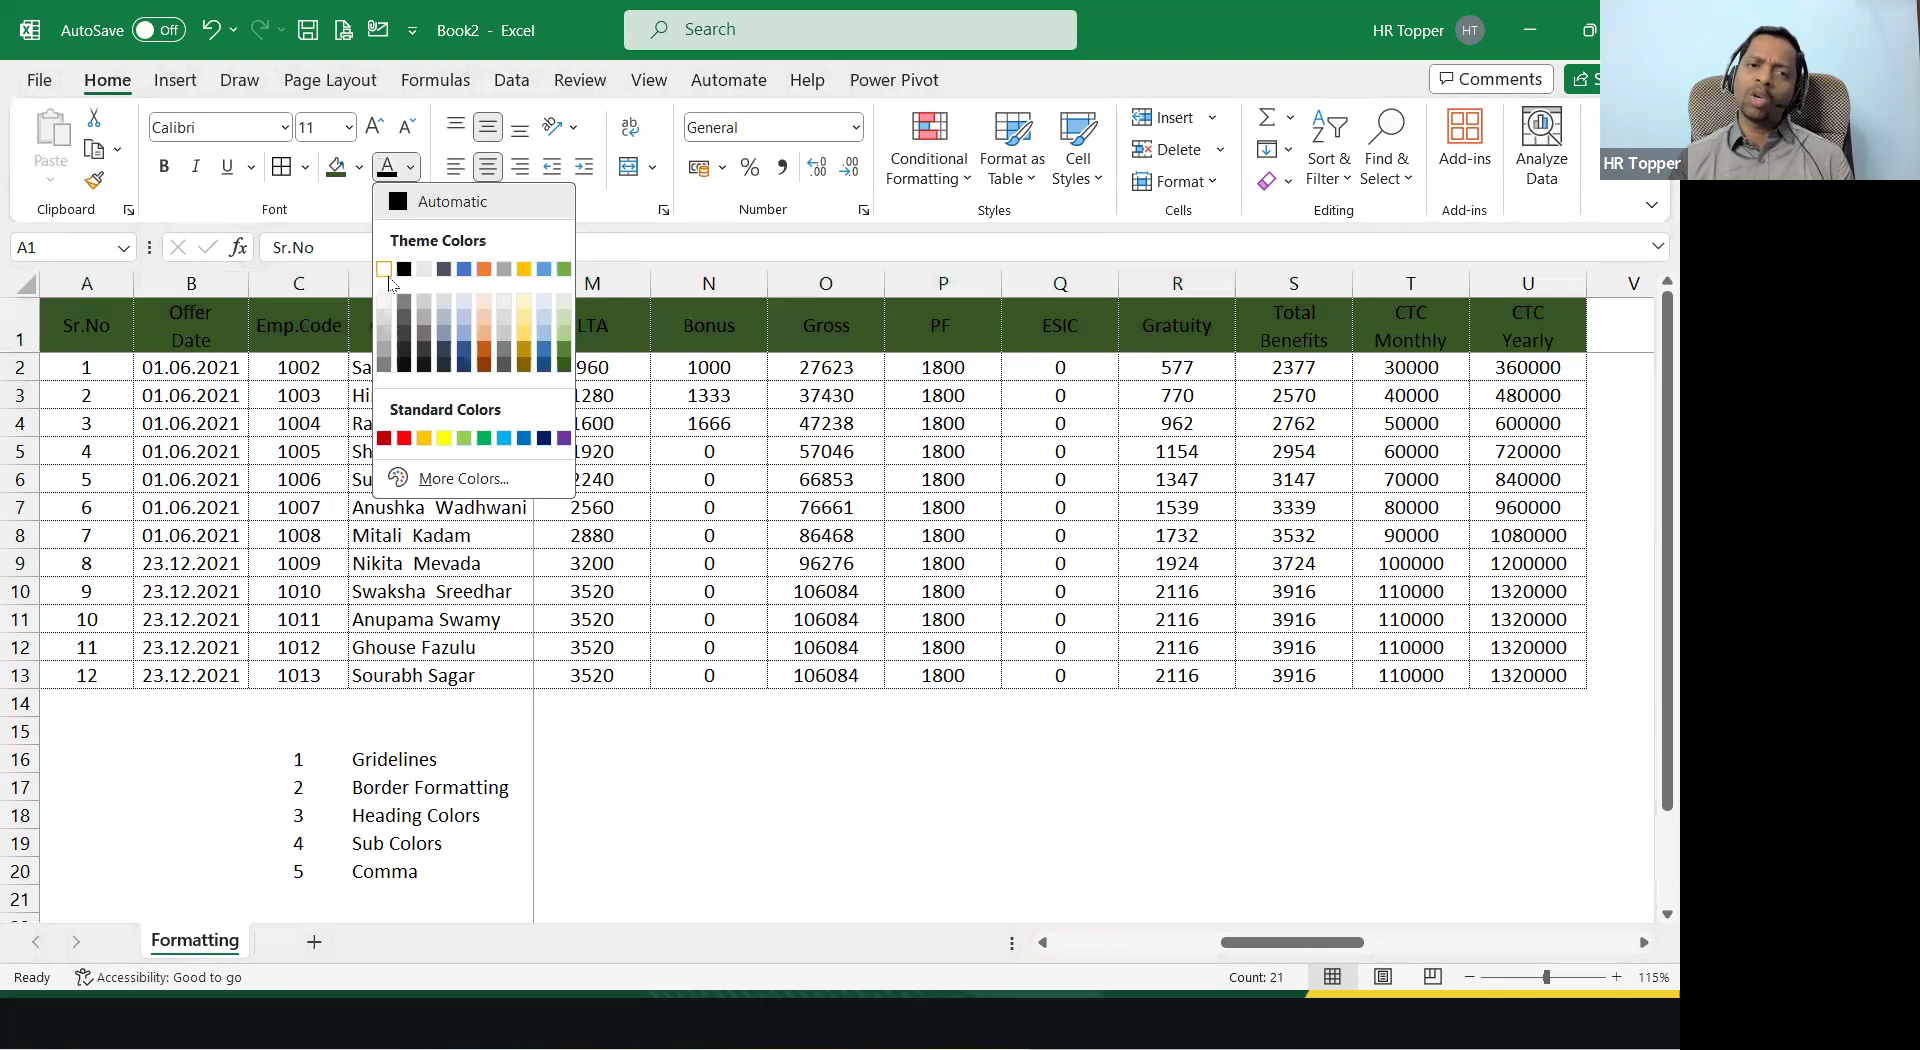 AutoSave Off Book2 - Excel Search HR Topper HT
File Home Insert Draw Page Layout Formulas Data Review View Automate Help Power Pivot Comments S
Paste Calibri 11 General Conditional Formatting Format as Table Cell Styles Insert Delete Format Sort & Filter Find & Select Add-ins Analyze Data
HR Topper
Clipboard Font Number Styles Cells Editing Add-ins
Automatic
Theme Colors
Standard Colors
More Colors...
A1 fx Sr.No
A B C M N O P Q R S T U V
1 Sr.No Offer Date Emp.Code LTA Bonus Gross PF ESIC Gratuity Total Benefits CTC Monthly CTC Yearly
2 1 01.06.2021 1002 Sa 960 1000 27623 1800 0 577 2377 30000 360000
3 2 01.06.2021 1003 Hi 1280 1333 37430 1800 0 770 2570 40000 480000
4 3 01.06.2021 1004 Ra 1600 1666 47238 1800 0 962 2762 50000 600000
5 4 01.06.2021 1005 Sh 1920 0 57046 1800 0 1154 2954 60000 720000
6 5 01.06.2021 1006 Su 2240 0 66853 1800 0 1347 3147 70000 840000
7 6 01.06.2021 1007 Anushka Wadhwani 2560 0 76661 1800 0 1539 3339 80000 960000
8 7 01.06.2021 1008 Mitali Kadam 2880 0 86468 1800 0 1732 3532 90000 1080000
9 8 23.12.2021 1009 Nikita Mevada 3200 0 96276 1800 0 1924 3724 100000 1200000
10 9 23.12.2021 1010 Swaksha Sreedhar 3520 0 106084 1800 0 2116 3916 110000 1320000
11 10 23.12.2021 1011 Anupama Swamy 3520 0 106084 1800 0 2116 3916 110000 1320000
12 11 23.12.2021 1012 Ghouse Fazulu 3520 0 106084 1800 0 2116 3916 110000 1320000
13 12 23.12.2021 1013 Sourabh Sagar 3520 0 106084 1800 0 2116 3916 110000 1320000
14
15
16 1 Gridelines
17 2 Border Formatting
18 3 Heading Colors
19 4 Sub Colors
20 5 Comma
21
Formatting
Ready Accessibility: Good to go Count: 21 115%